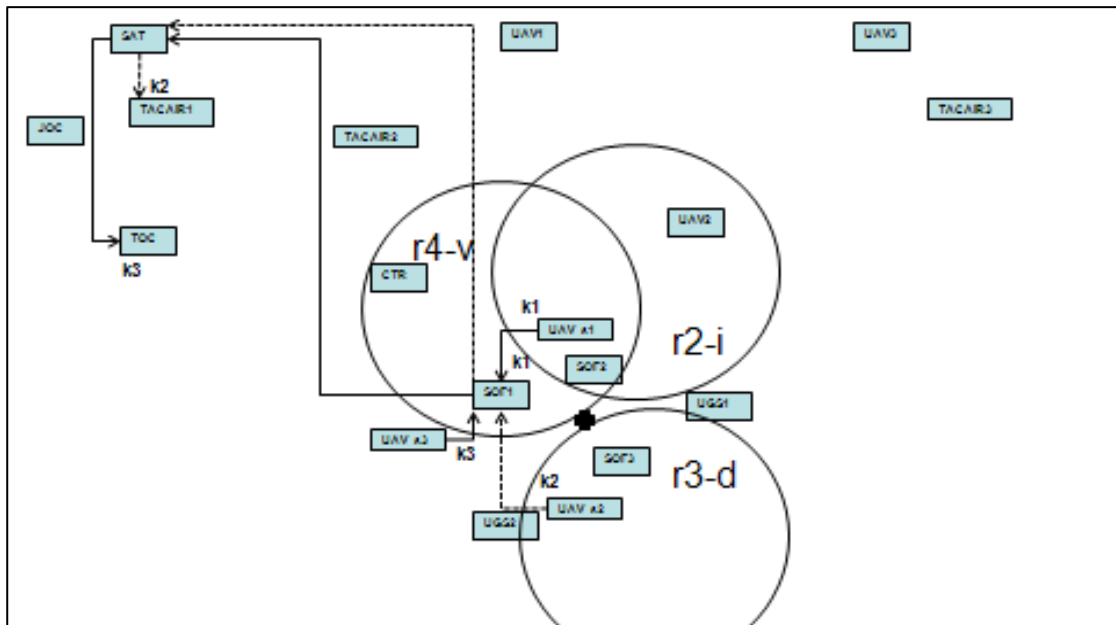 SAT
UAV1
UAV3
k2
TACAIR1
TACAIR3
JOC
TACAIR2
UAV2
TOC
r4-v
k3
CTR
k1
UAV a1
r2-i
k1
SOF2
SOF1
UGS1
UAV a3
k3
SOF3
r3-d
k2
UAV a2
UGS2